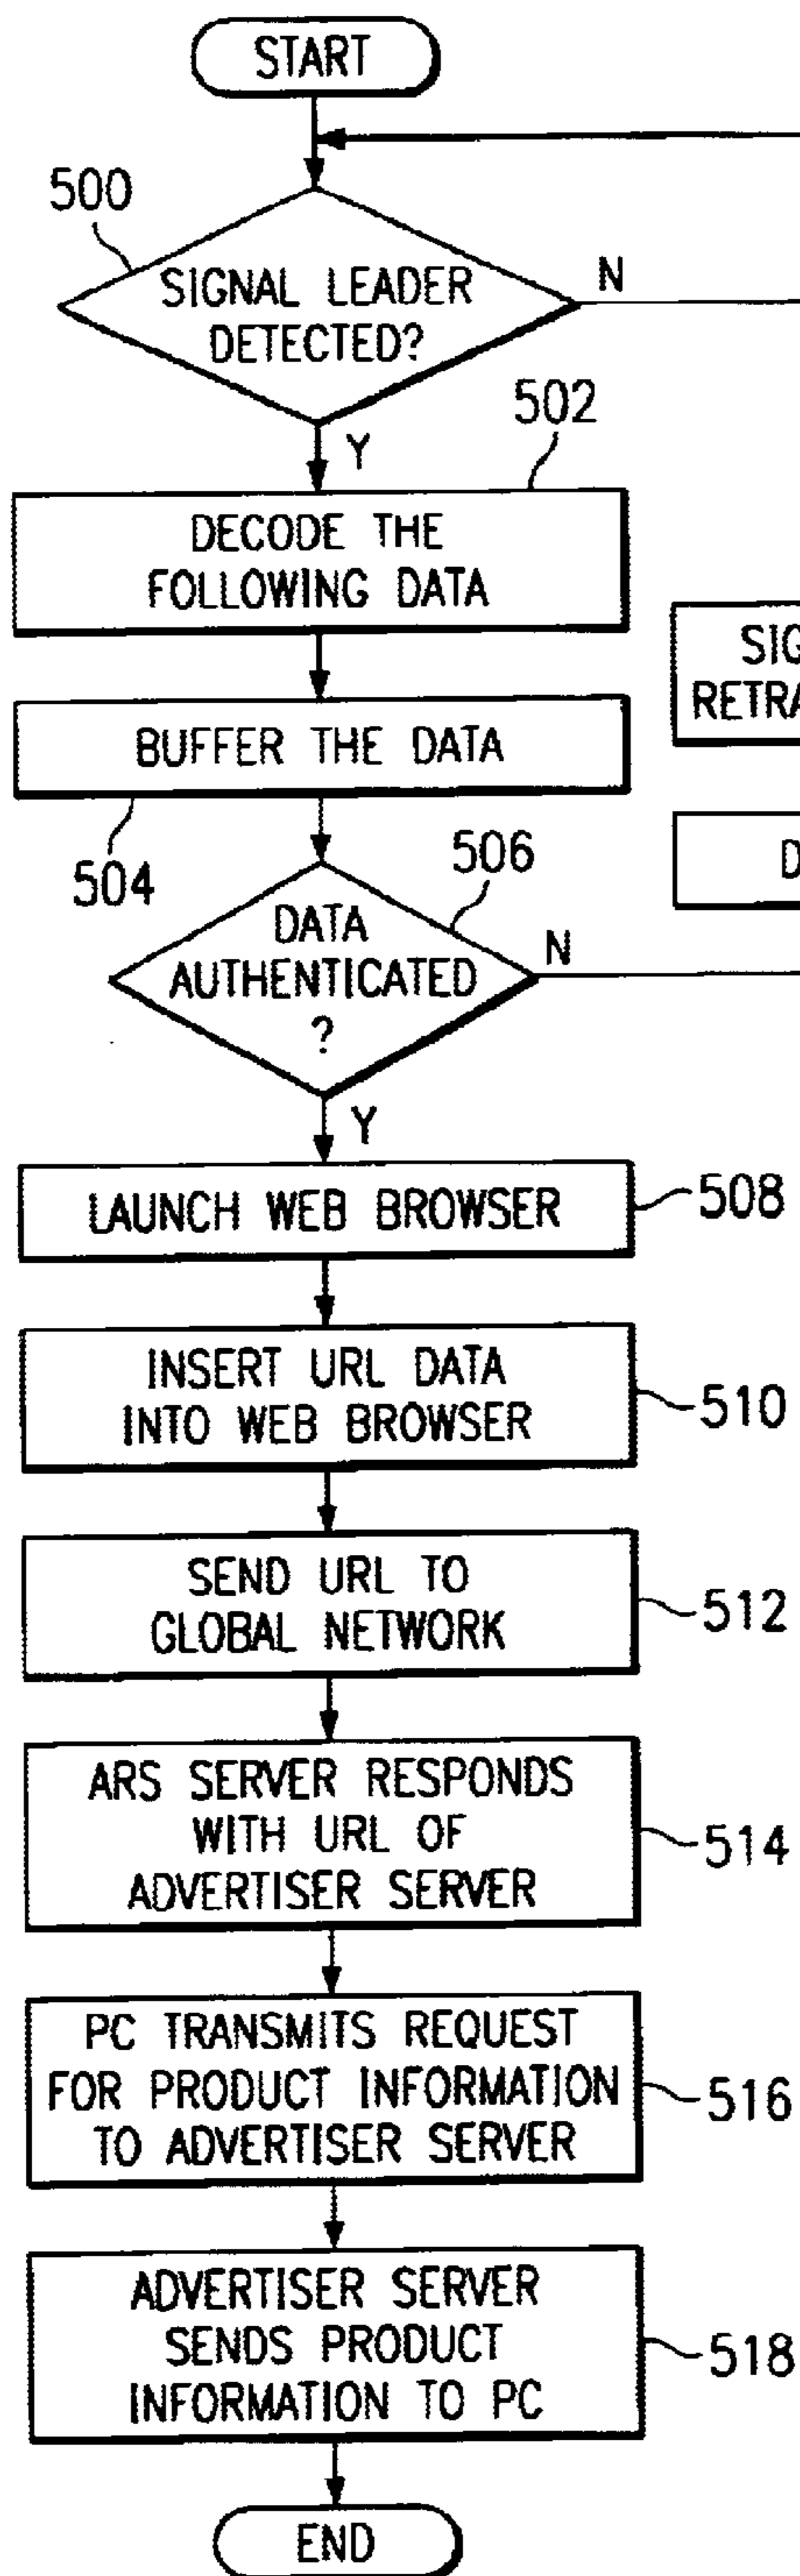 START
500
SIGNAL LEADER
DETECTED?
N
Y
502
DECODE THE
FOLLOWING DATA
BUFFER THE DATA
504
506
DATA
AUTHENTICATED
?
N
Y
LAUNCH WEB BROWSER
508
INSERT URL DATA
INTO WEB BROWSER
510
SEND URL TO
GLOBAL NETWORK
512
ARS SERVER RESPONDS
WITH URL OF
ADVERTISER SERVER
514
PC TRANSMITS REQUEST
FOR PRODUCT INFORMATION
TO ADVERTISER SERVER
516
ADVERTISER SERVER
SENDS PRODUCT
INFORMATION TO PC
518
END